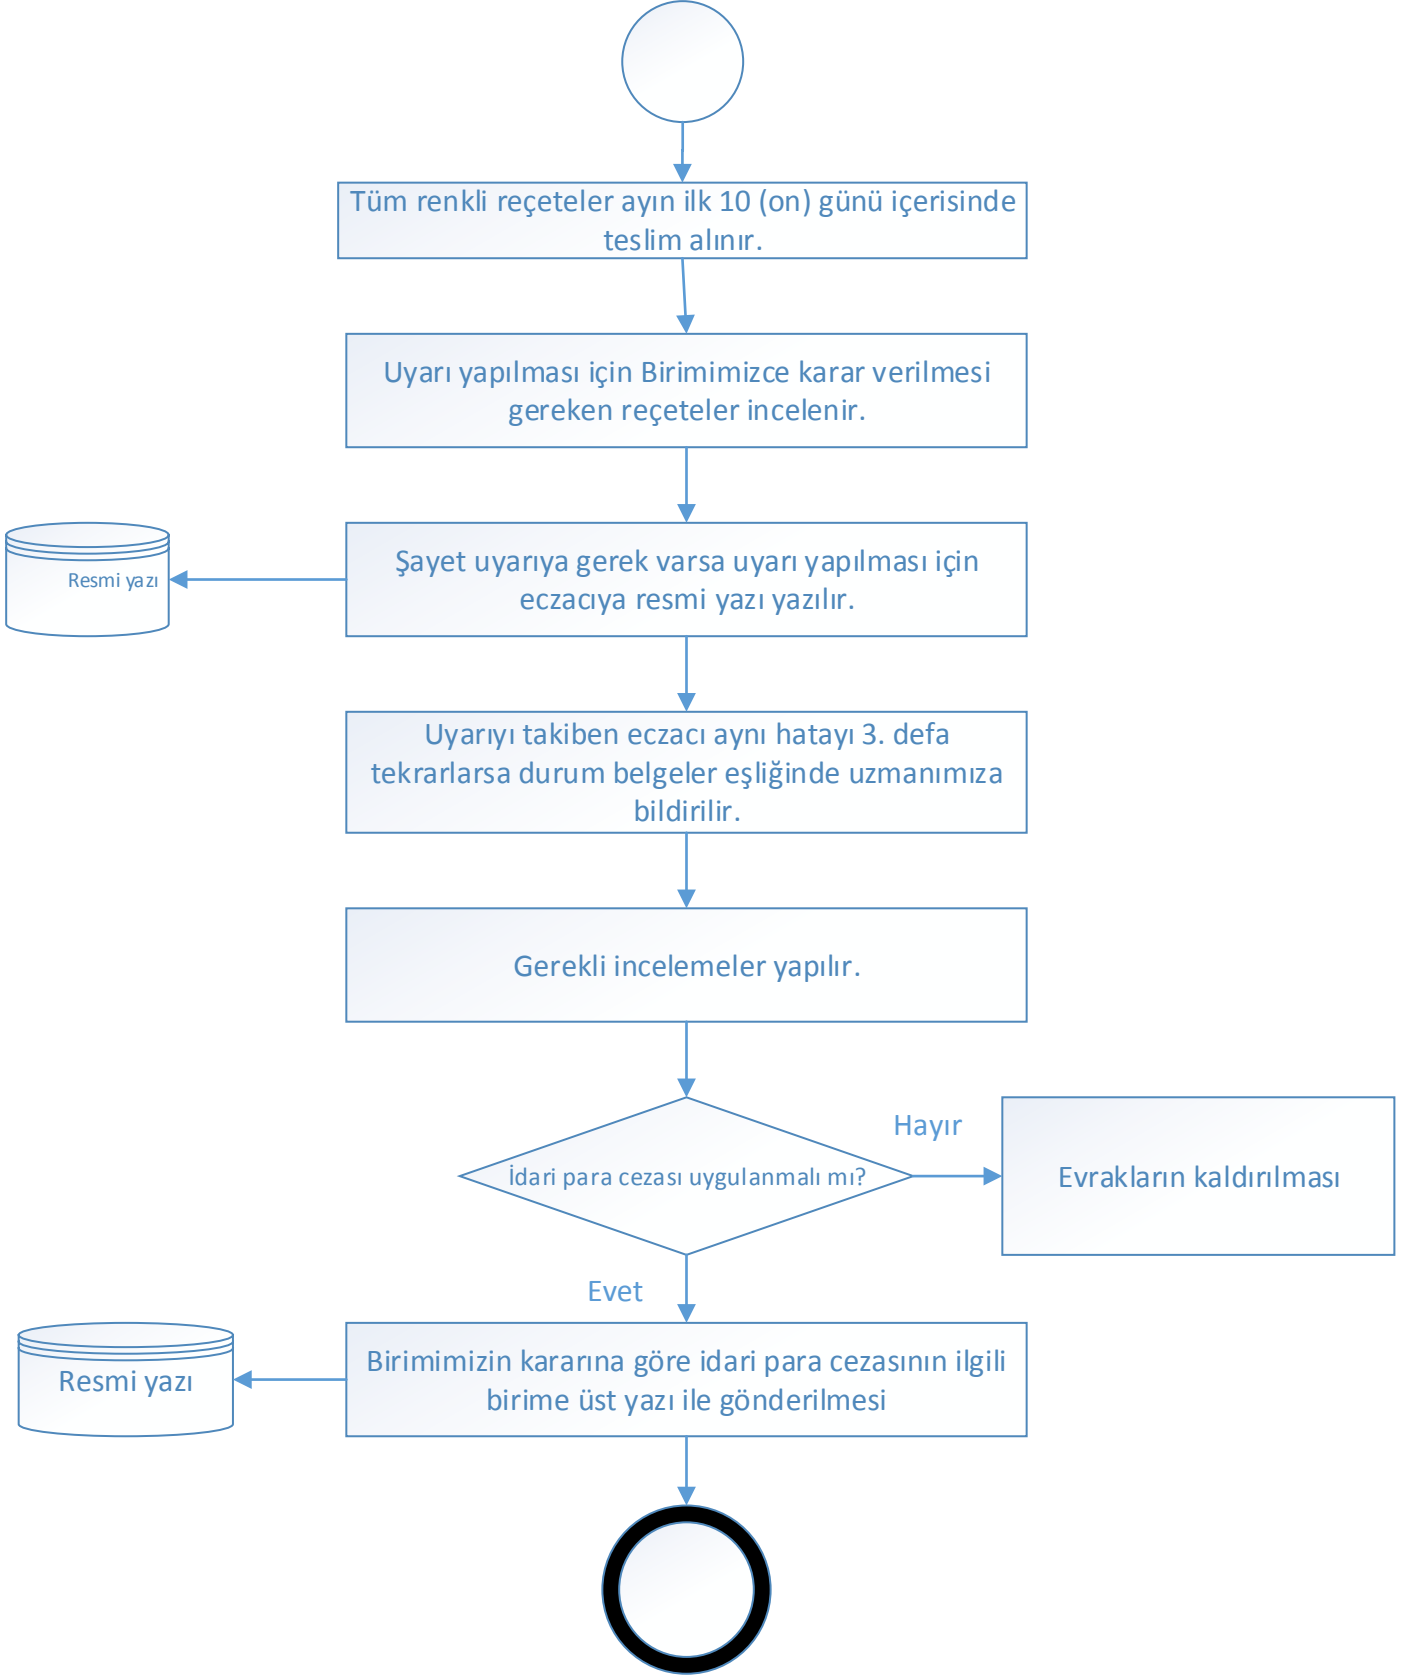 Tüm renkli reçeteler ayın ilk 10 (on) günü içerisinde
teslim alınır.
Uyarı yapılması için Birimimizce karar verilmesi
gereken reçeteler incelenir.
Şayet uyarıya gerek varsa uyarı yapılması için
eczacıya resmi yazı yazılır.
Resmi yazı
Uyarıyı takiben eczacı aynı hatayı 3. defa
tekrarlarsa durum belgeler eşliğinde uzmanımıza
bildirilir.
Gerekli incelemeler yapılır.
İdari para cezası uygulanmalı mı?
Hayır
Evrakların kaldırılması
Evet
Birimimizin kararına göre idari para cezasının ilgili
birime üst yazı ile gönderilmesi
Resmi yazı